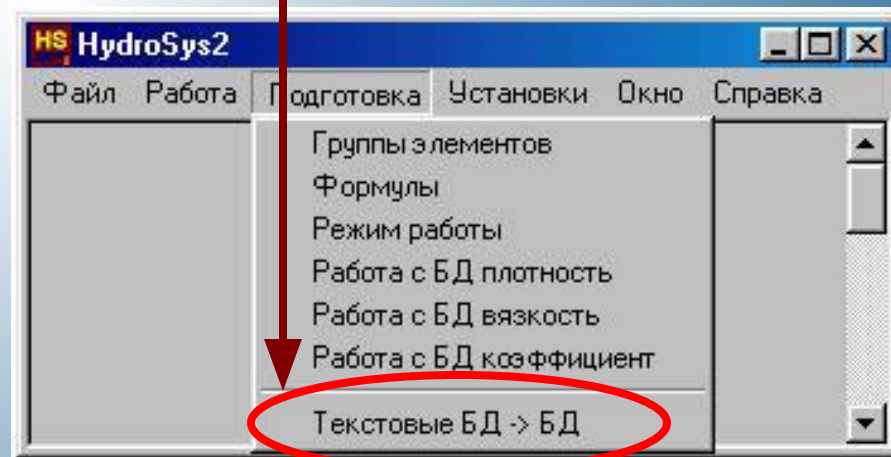 HS HydroSys2
Файл Работа Подготовка Установки Окно Справка
Группы элементов
Формулы
Режим работы
Работа с БД плотность
Работа с БД вязкость
Работа с БД коэффициент
Текстовые БД -> БД